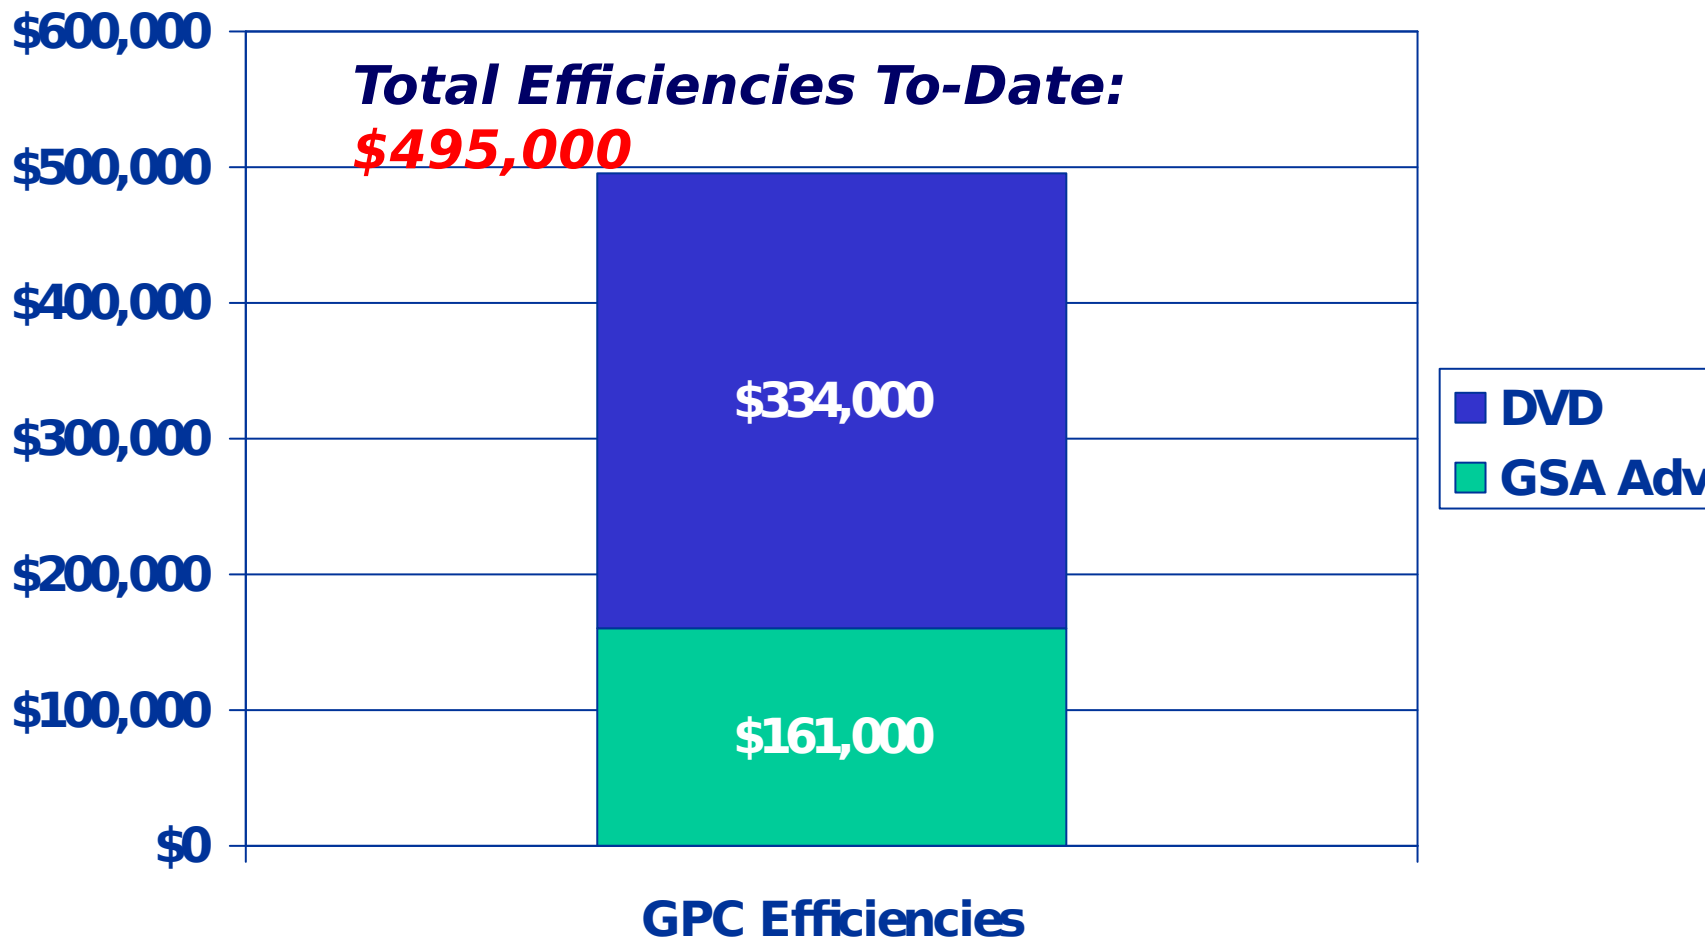 $600,000
Total Efficiencies To-Date:
$495,000
$500,000
$400,000
$334,000
DVD
$300,000
GSA Adv
$200,000
$100,000
$161,000
$0
GPC Efficiencies